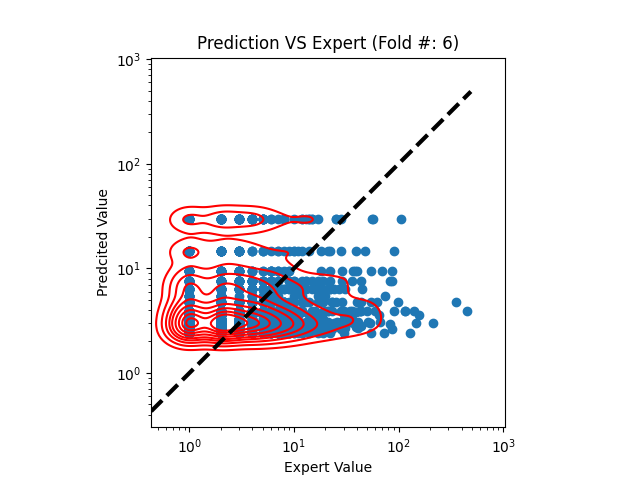 Prediction VS Expert (Fold #: 6)
10³
10²
10¹
10⁰
Predcited Value
10⁰ 10¹ 10² 10³
Expert Value